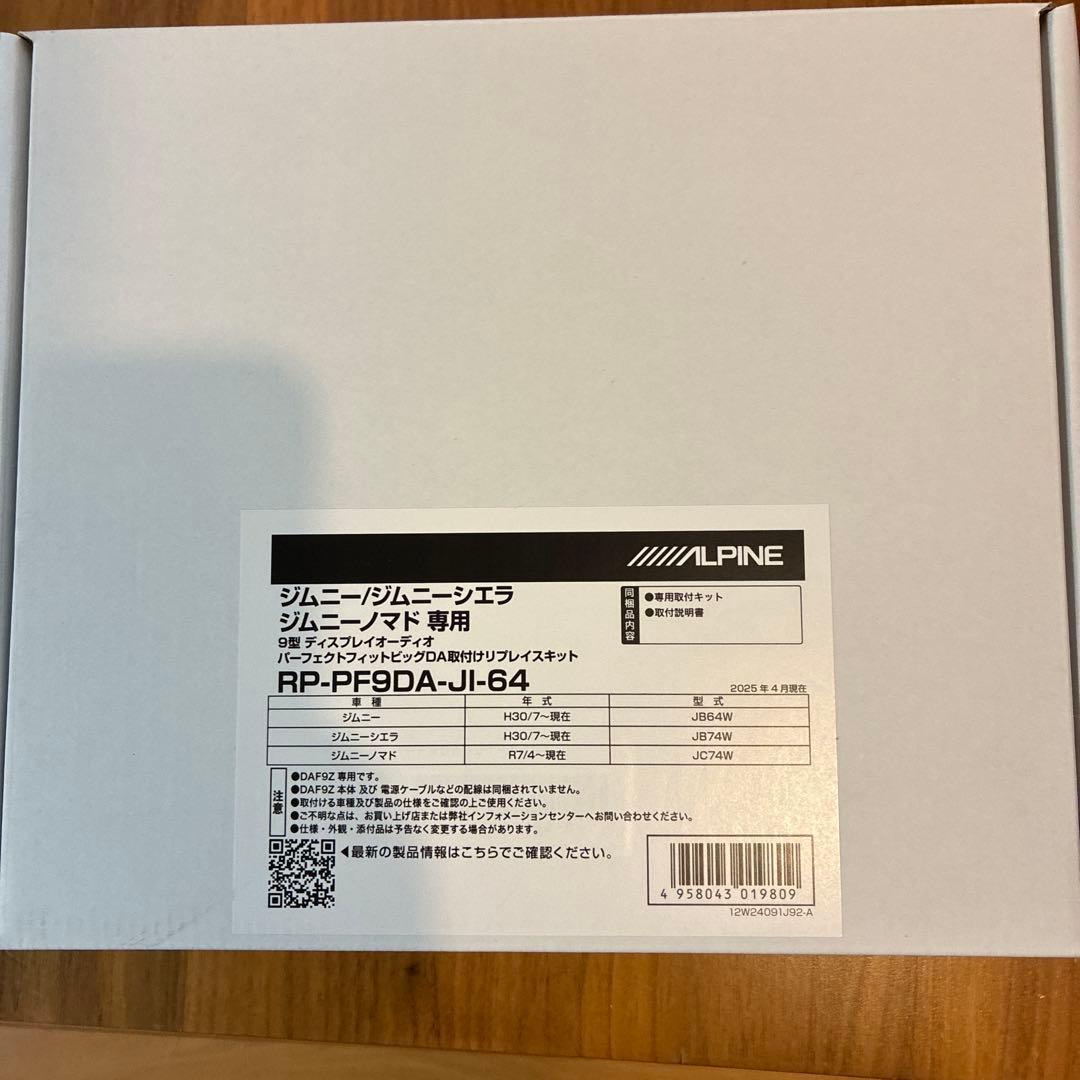 ALPINE
ジムニー/ジムニーシエラ
ジムニーノマド 専用
9型 ディスプレイオーディオ
パーフェクトフィットビッグDA取付けリプレイスキット
RP-PF9DA-JI-64
同梱品内容
●専用取付キット
●取付説明書
2025年4月現在
車種 年式 型式
ジムニー H30/7〜現在 JB64W
ジムニーシエラ H30/7〜現在 JB74W
ジムニーノマド R7/4〜現在 JC74W
注意
●DAF9Z 専用です。
●DAF9Z 本体 及び 電源ケーブルなどの配線は同梱されていません。
●取付ける車種及び製品の仕様をご確認の上ご使用ください。
●ご不明な点は、お買い上げ店または弊社インフォメーションセンターへお問い合わせください。
●仕様・外観・添付品は予告なく変更する場合があります。
◀最新の製品情報はこちらでご確認ください。
4 958043 019809
12W24091J92-A